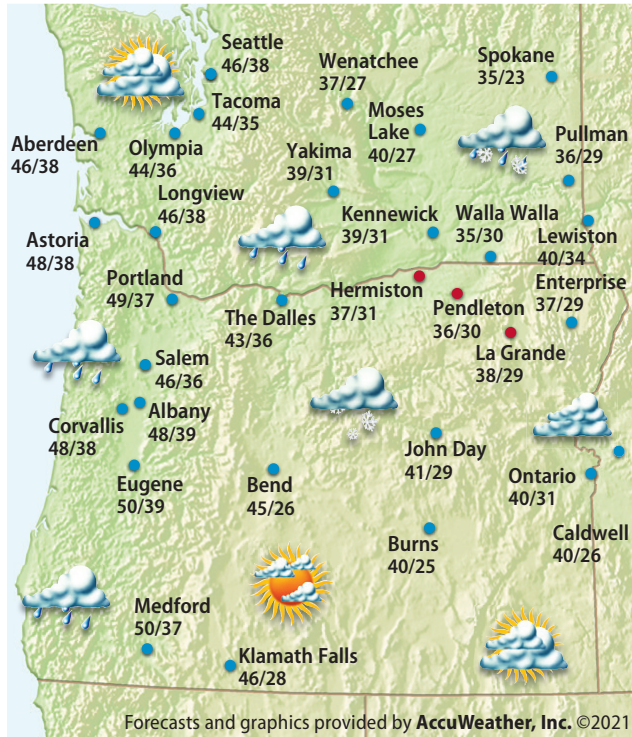 Seattle
46/38
Spokane
35/23
Wenatchee
37/27
Tacoma
44/35
Moses
Lake
40/27
Aberdeen
46/38
Olympia
44/36
Pullman
36/29
Yakima
39/31
Longview
46/38
Kennewick
39/31
Walla Walla
35/30
Lewiston
40/34
Astoria
48/38
Portland
49/37
The Dalles
43/36
Hermiston
37/31
Pendleton
36/30
Enterprise
37/29
La Grande
38/29
Salem
46/36
Corvallis
48/38
Albany
48/39
Eugene
50/39
Bend
45/26
John Day
41/29
Ontario
40/31
Caldwell
40/26
Burns
40/25
Medford
50/37
Klamath Falls
46/28
Forecasts and graphics provided by AccuWeather, Inc. ©2021